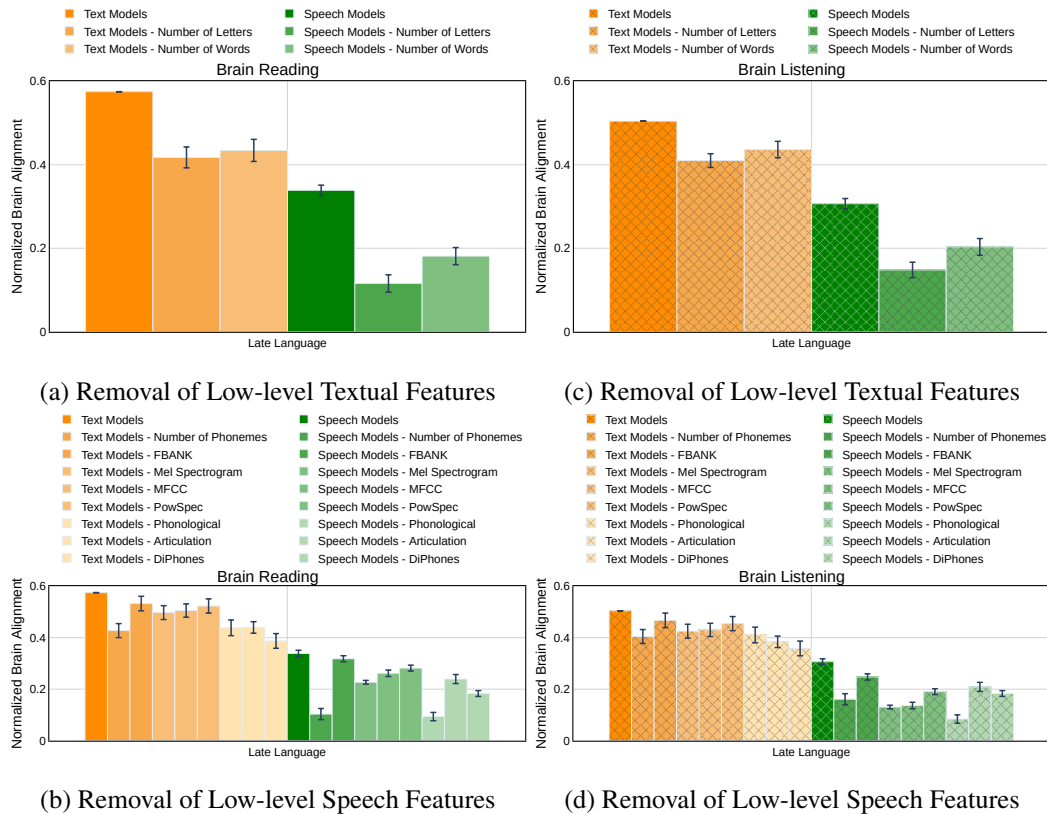 Text Models
Text Models - Number of Letters
Text Models - Number of Words
Speech Models
Speech Models - Number of Letters
Speech Models - Number of Words
Brain Reading
Normalized Brain Alignment
0.6
0.4
0.2
0
Late Language
(a) Removal of Low-level Textual Features
Text Models
Text Models - Number of Letters
Text Models - Number of Words
Speech Models
Speech Models - Number of Letters
Speech Models - Number of Words
Brain Listening
Normalized Brain Alignment
0.6
0.4
0.2
0
Late Language
(c) Removal of Low-level Textual Features
Text Models
Text Models - Number of Phonemes
Text Models - FBANK
Text Models - Mel Spectrogram
Text Models - MFCC
Text Models - PowSpec
Text Models - Phonological
Text Models - Articulation
Text Models - DiPhones
Speech Models
Speech Models - Number of Phonemes
Speech Models - FBANK
Speech Models - Mel Spectrogram
Speech Models - MFCC
Speech Models - PowSpec
Speech Models - Phonological
Speech Models - Articulation
Speech Models - DiPhones
Brain Reading
Normalized Brain Alignment
0.6
0.4
0.2
0
Late Language
(b) Removal of Low-level Speech Features
Text Models
Text Models - Number of Phonemes
Text Models - FBANK
Text Models - Mel Spectrogram
Text Models - MFCC
Text Models - PowSpec
Text Models - Phonological
Text Models - Articulation
Text Models - DiPhones
Speech Models
Speech Models - Number of Phonemes
Speech Models - FBANK
Speech Models - Mel Spectrogram
Speech Models - MFCC
Speech Models - PowSpec
Speech Models - Phonological
Speech Models - Articulation
Speech Models - DiPhones
Brain Listening
Normalized Brain Alignment
0.6
0.4
0.2
0
Late Language
(d) Removal of Low-level Speech Features